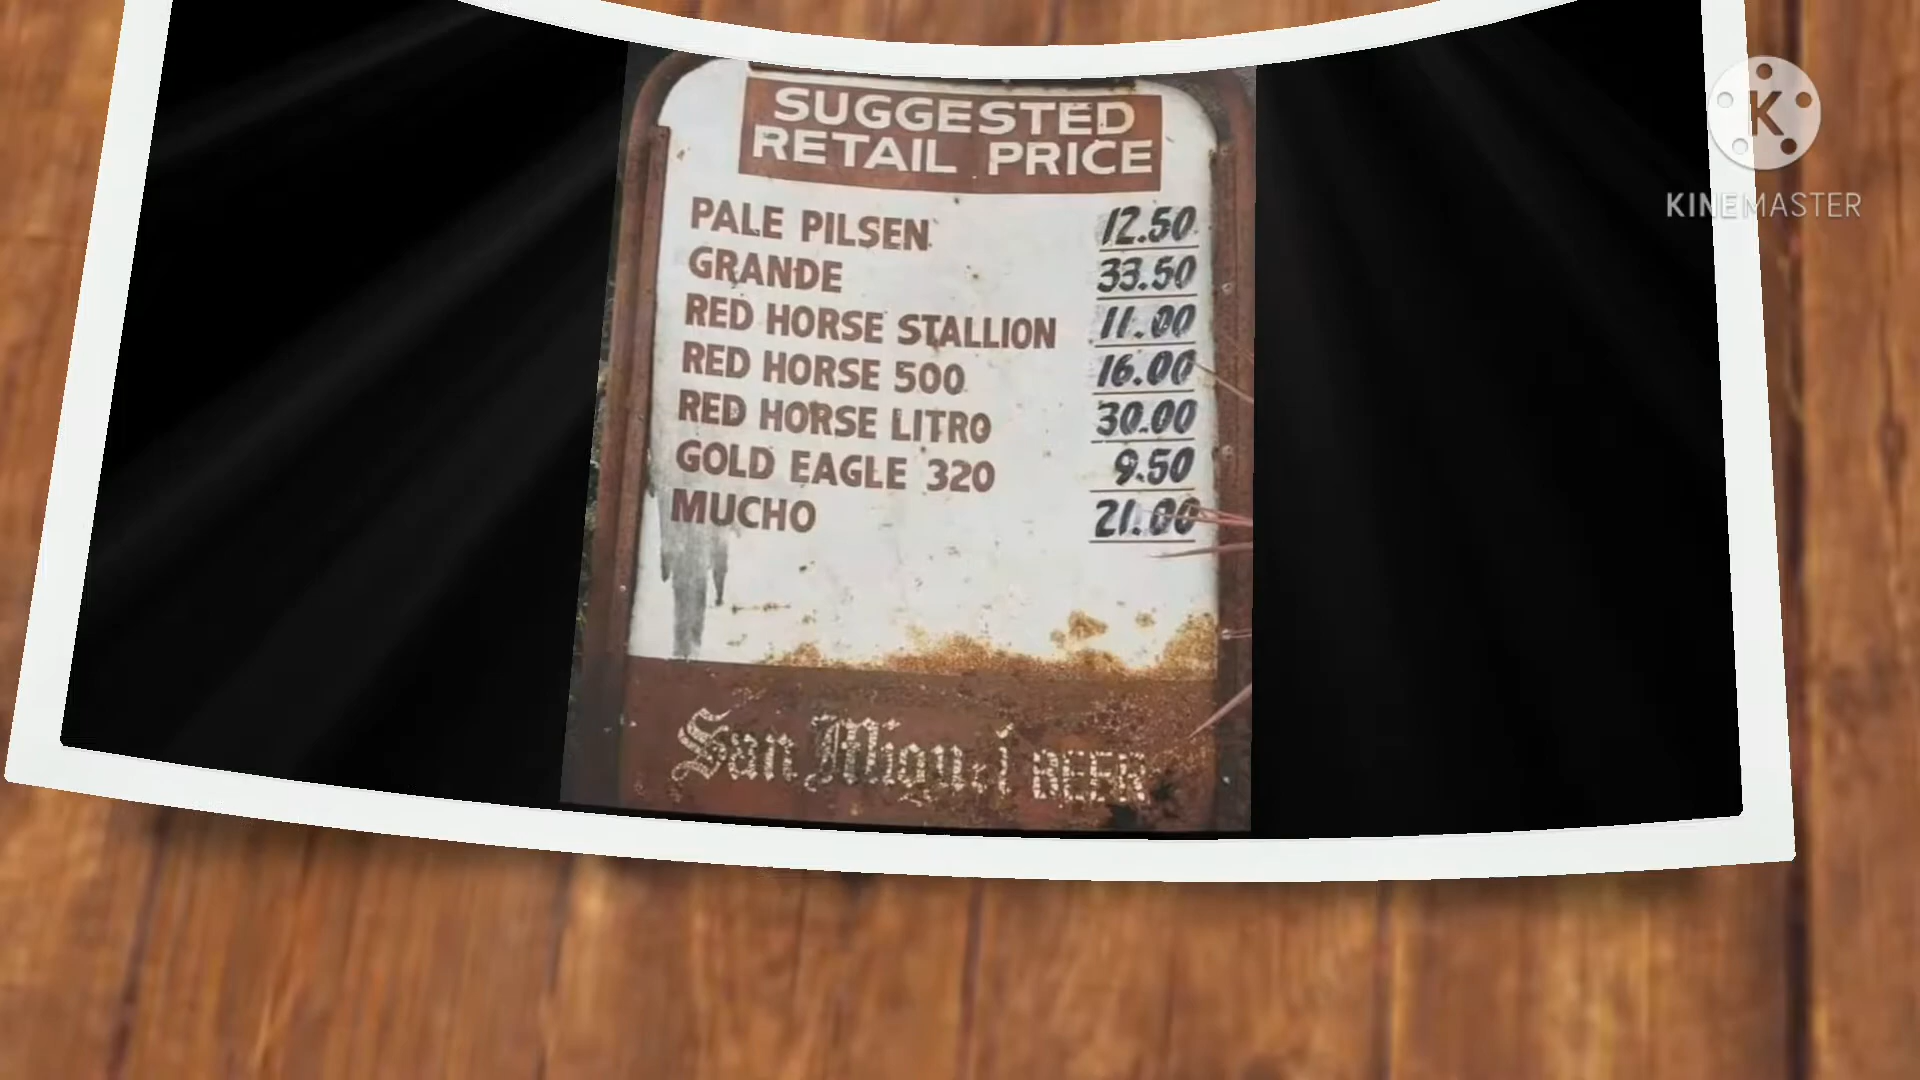 SUGGESTED
RETAIL PRICE
PALE PILSEN 12.50
GRANDE 33.50
RED HORSE STALLION 11.00
RED HORSE 500 16.00
RED HORSE LITRO 30.00
GOLD EAGLE 320 9.50
MUCHO 21.00
San Miguel BEER
K
KINEMASTER